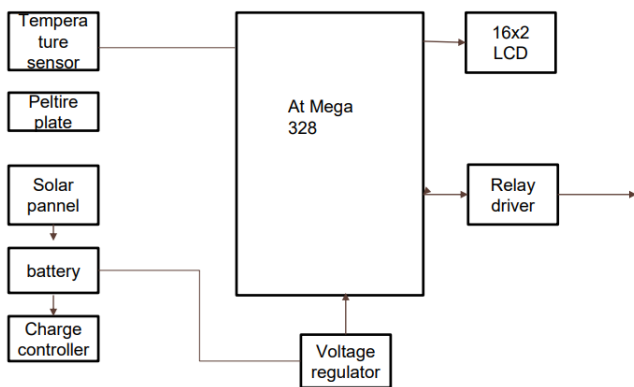 Tempera
ture
sensor
16x2
LCD
At Mega
328
Peltire
plate
Solar
pannel
Relay
driver
battery
Charge
controller
Voltage
regulator